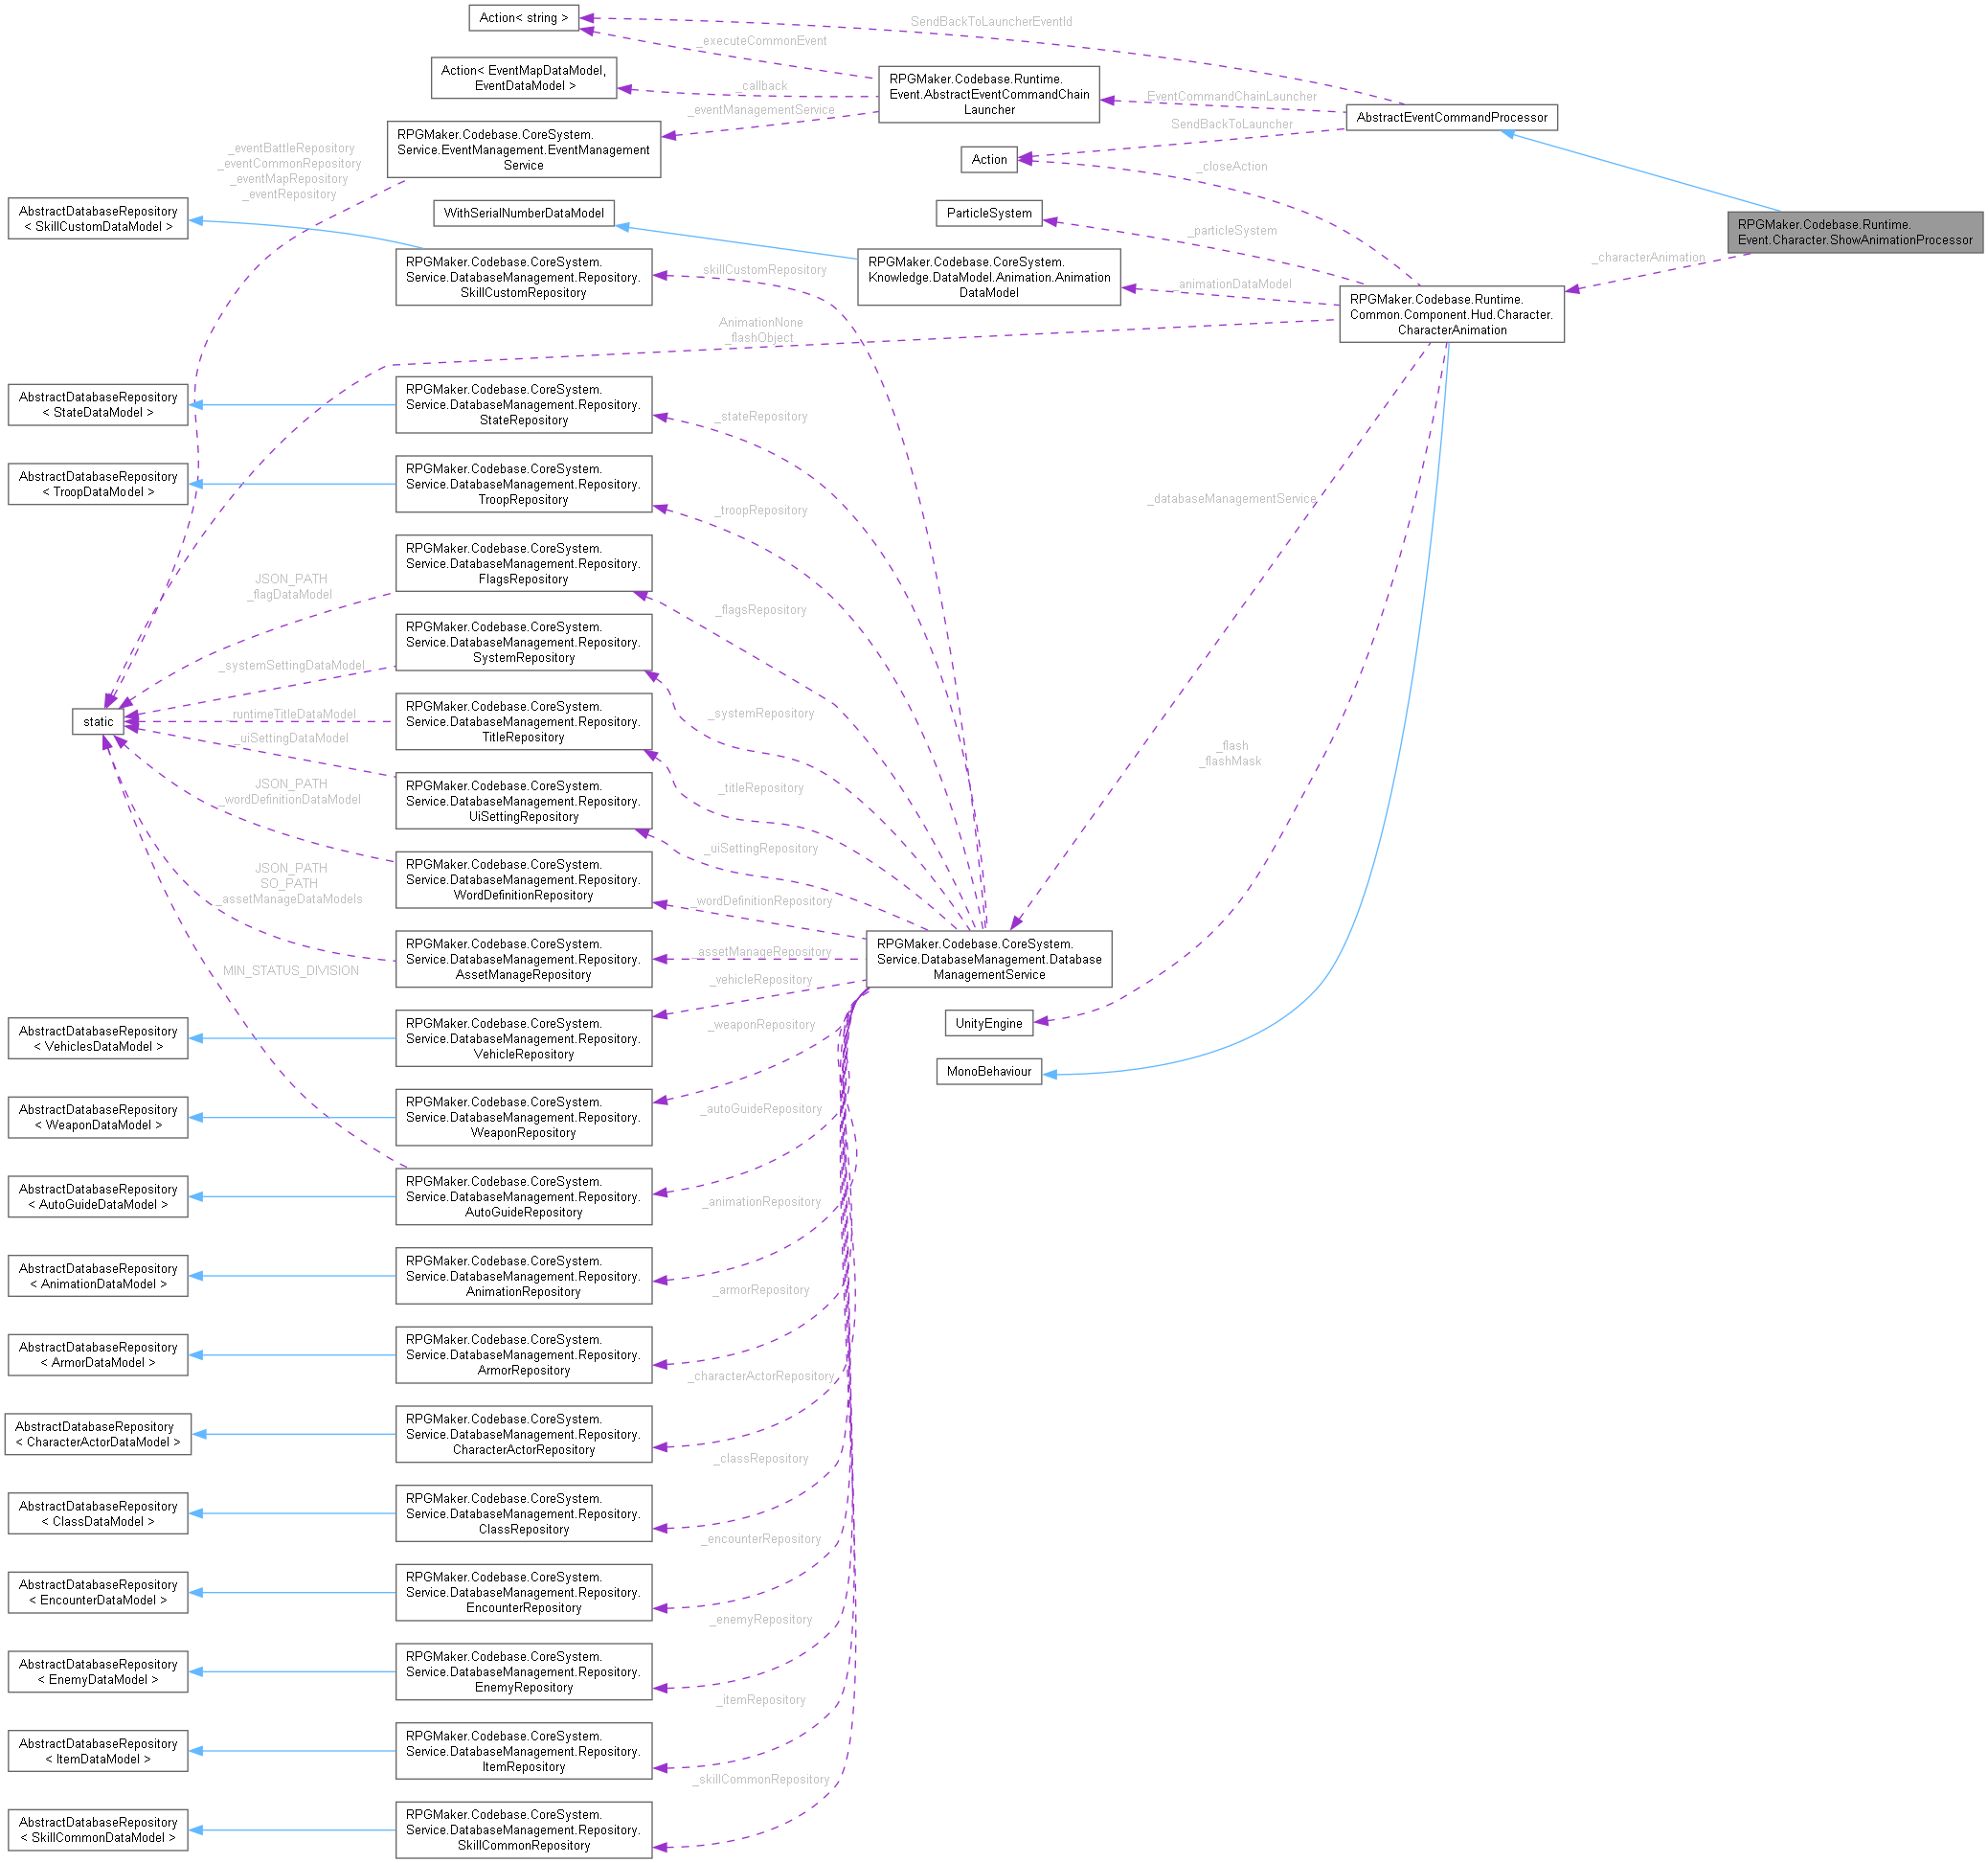 Action< string >
SendBackToLauncherEventId
_executeCommonEvent
Action< EventMapDataModel,
EventDataModel >
_callback
RPGMaker.Codebase.Runtime.
Event.AbstractEventCommandChain
Launcher
EventCommandChainLauncher
_eventManagementService
SendBackToLauncher
AbstractEventCommandProcessor
RPGMaker.Codebase.CoreSystem.
Service.EventManagement.EventManagement
Service
_eventBattleRepository
_eventCommonRepository
_eventMapRepository
_eventRepository
Action
_closeAction
AbstractDatabaseRepository
< SkillCustomDataModel >
WithSerialNumberDataModel
ParticleSystem
_particleSystem
RPGMaker.Codebase.Runtime.
Event.Character.ShowAnimationProcessor
_characterAnimation
RPGMaker.Codebase.CoreSystem.
Service.DatabaseManagement.Repository.
SkillCustomRepository
_skillCustomRepository
RPGMaker.Codebase.CoreSystem.
Knowledge.DataModel.Animation.Animation
DataModel
_animationDataModel
RPGMaker.Codebase.Runtime.
Common.Component.Hud.Character.
CharacterAnimation
AnimationNone
_flashObject
AbstractDatabaseRepository
< StateDataModel >
RPGMaker.Codebase.CoreSystem.
Service.DatabaseManagement.Repository.
StateRepository
_stateRepository
AbstractDatabaseRepository
< TroopDataModel >
RPGMaker.Codebase.CoreSystem.
Service.DatabaseManagement.Repository.
TroopRepository
_troopRepository
_databaseManagementService
RPGMaker.Codebase.CoreSystem.
Service.DatabaseManagement.Repository.
FlagsRepository
JSON_PATH
_flagDataModel
_flagsRepository
RPGMaker.Codebase.CoreSystem.
Service.DatabaseManagement.Repository.
SystemRepository
_systemSettingDataModel
_systemRepository
static
_runtimeTitleDataModel
RPGMaker.Codebase.CoreSystem.
Service.DatabaseManagement.Repository.
TitleRepository
_titleRepository
_uiSettingDataModel
_flash
_flashMask
RPGMaker.Codebase.CoreSystem.
Service.DatabaseManagement.Repository.
UiSettingRepository
_uiSettingRepository
JSON_PATH
_wordDefinitionDataModel
RPGMaker.Codebase.CoreSystem.
Service.DatabaseManagement.Repository.
WordDefinitionRepository
_wordDefinitionRepository
JSON_PATH
SO_PATH
_assetManageDataModels
RPGMaker.Codebase.CoreSystem.
Service.DatabaseManagement.Repository.
AssetManageRepository
_assetManageRepository
RPGMaker.Codebase.CoreSystem.
Service.DatabaseManagement.Database
ManagementService
MIN_STATUS_DIVISION
_vehicleRepository
AbstractDatabaseRepository
< VehiclesDataModel >
RPGMaker.Codebase.CoreSystem.
Service.DatabaseManagement.Repository.
VehicleRepository
_weaponRepository
UnityEngine
MonoBehaviour
AbstractDatabaseRepository
< WeaponDataModel >
RPGMaker.Codebase.CoreSystem.
Service.DatabaseManagement.Repository.
WeaponRepository
_autoGuideRepository
AbstractDatabaseRepository
< AutoGuideDataModel >
RPGMaker.Codebase.CoreSystem.
Service.DatabaseManagement.Repository.
AutoGuideRepository
_animationRepository
AbstractDatabaseRepository
< AnimationDataModel >
RPGMaker.Codebase.CoreSystem.
Service.DatabaseManagement.Repository.
AnimationRepository
_armorRepository
AbstractDatabaseRepository
< ArmorDataModel >
RPGMaker.Codebase.CoreSystem.
Service.DatabaseManagement.Repository.
ArmorRepository
_characterActorRepository
AbstractDatabaseRepository
< CharacterActorDataModel >
RPGMaker.Codebase.CoreSystem.
Service.DatabaseManagement.Repository.
CharacterActorRepository
_classRepository
AbstractDatabaseRepository
< ClassDataModel >
RPGMaker.Codebase.CoreSystem.
Service.DatabaseManagement.Repository.
ClassRepository
_encounterRepository
AbstractDatabaseRepository
< EncounterDataModel >
RPGMaker.Codebase.CoreSystem.
Service.DatabaseManagement.Repository.
EncounterRepository
_enemyRepository
AbstractDatabaseRepository
< EnemyDataModel >
RPGMaker.Codebase.CoreSystem.
Service.DatabaseManagement.Repository.
EnemyRepository
_itemRepository
AbstractDatabaseRepository
< ItemDataModel >
RPGMaker.Codebase.CoreSystem.
Service.DatabaseManagement.Repository.
ItemRepository
_skillCommonRepository
AbstractDatabaseRepository
< SkillCommonDataModel >
RPGMaker.Codebase.CoreSystem.
Service.DatabaseManagement.Repository.
SkillCommonRepository